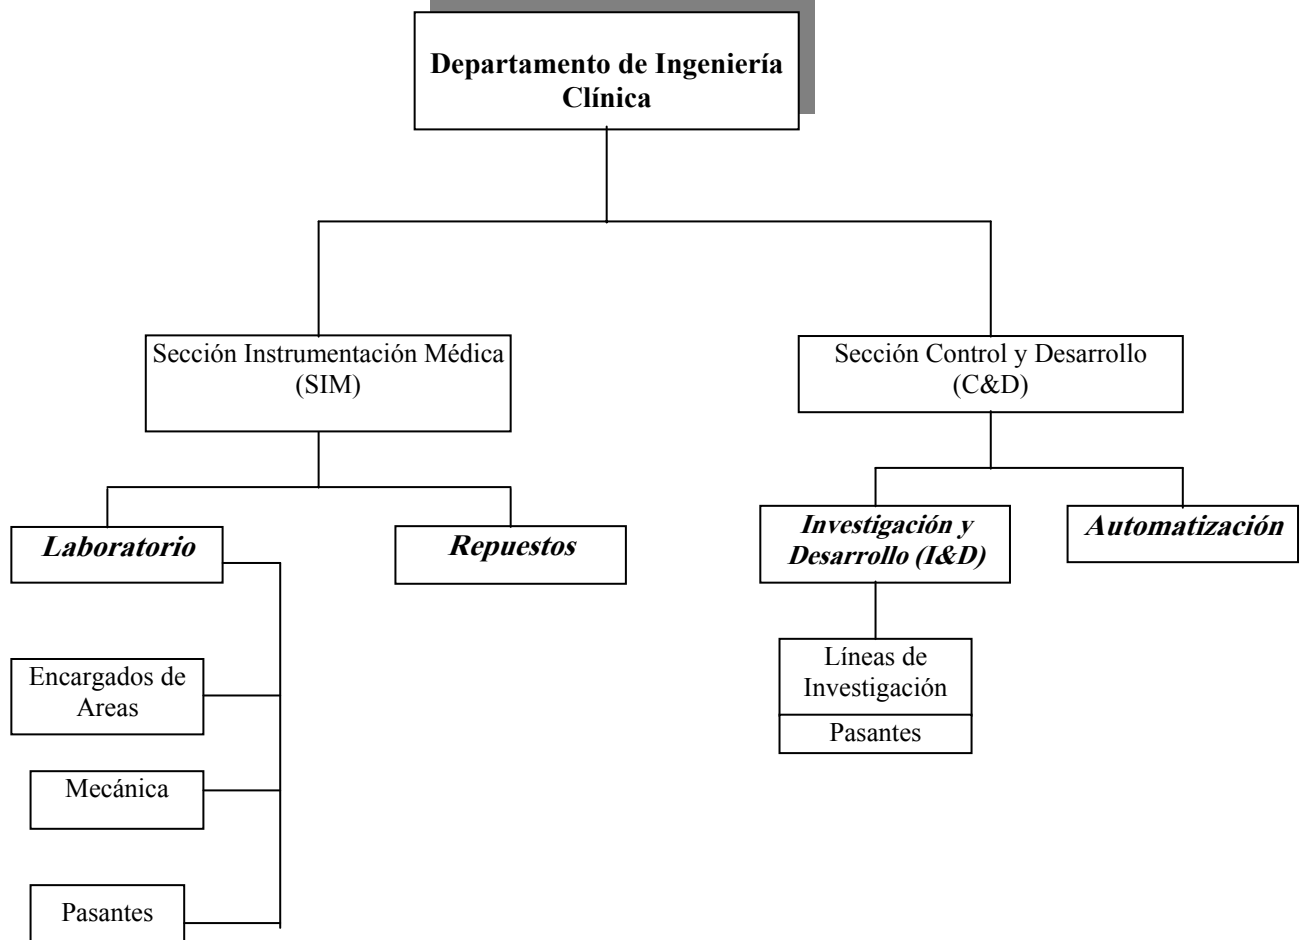 Departamento de Ingeniería
Clínica
Sección Instrumentación Médica
(SIM)
Sección Control y Desarrollo
(C&D)
Laboratorio
Repuestos
Investigación y
Desarrollo (I&D)
Automatización
Encargados de
Areas
Mecánica
Pasantes
Líneas de
Investigación
Pasantes